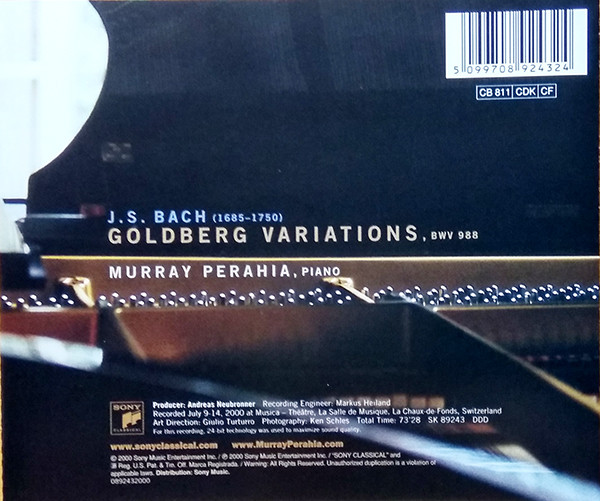 5 099708 924324
CB 811 CDK CF
J.S. BACH (1685-1750)
GOLDBERG VARIATIONS, BWV 988
MURRAY PERAHIA, PIANO
SONY
CLASSICAL
Producer: Andreas Neubronner Recording Engineer: Markus Heiland
Recorded July 9-14, 2000 at Musica – Théâtre, La Salle de Musique, La Chaux-de-Fonds, Switzerland
Art Direction: Giulio Turturro Photography: Ken Schles Total Time: 73'28 SK 89243 DDD
For this recording, 24 bit technology was used to maximize sound quality.
www.sonyclassical.com www.MurrayPerahia.com
© 2000 Sony Music Entertainment Inc. / ℗ 2000 Sony Music Entertainment Inc. / "SONY CLASSICAL" and
Reg. U.S. Pat. & Tm. Off. Marca Registrada. / Warning: All Rights Reserved. Unauthorized duplication is a violation of
applicable laws. Distribution: Sony Music.
0892432000